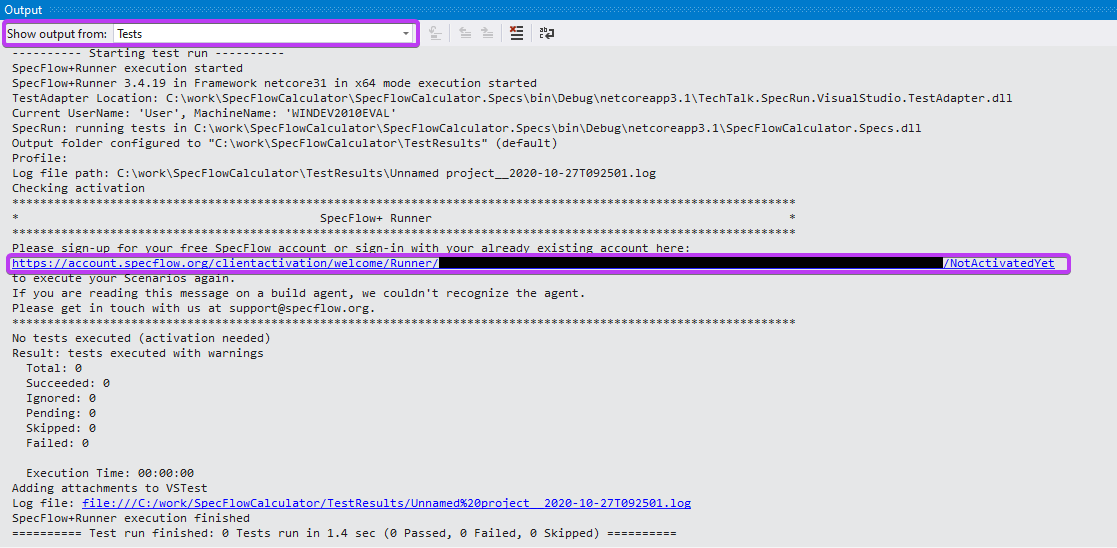 Output
Show output from: Tests
---------- Starting test run ----------
SpecFlow+Runner execution started
SpecFlow+Runner 3.4.19 in Framework netcore31 in x64 mode execution started
TestAdapter Location: C:\work\SpecFlowCalculator\SpecFlowCalculator.Specs\bin\Debug\netcoreapp3.1\TechTalk.SpecRun.VisualStudio.TestAdapter.dll
Current UserName: 'User', MachineName: 'WINDEV2010EVAL'
SpecRun: running tests in C:\work\SpecFlowCalculator\SpecFlowCalculator.Specs\bin\Debug\netcoreapp3.1\SpecFlowCalculator.Specs.dll
Output folder configured to "C:\work\SpecFlowCalculator\TestResults" (default)
Profile:
Log file path: C:\work\SpecFlowCalculator\TestResults\Unnamed project__2020-10-27T092501.log
Checking activation
****************************************************************************************************************
* SpecFlow+ Runner *
****************************************************************************************************************
Please sign-up for your free SpecFlow account or sign-in with your already existing account here:
https://account.specflow.org/clientactivation/welcome/Runner/ /NotActivatedYet
to execute your Scenarios again.
If you are reading this message on a build agent, we couldn't recognize the agent.
Please get in touch with us at support@specflow.org.
****************************************************************************************************************
No tests executed (activation needed)
Result: tests executed with warnings
Total: 0
Succeeded: 0
Ignored: 0
Pending: 0
Skipped: 0
Failed: 0
Execution Time: 00:00:00
Adding attachments to VSTest
Log file: file:///C:/work/SpecFlowCalculator/TestResults/Unnamed%20project__2020-10-27T092501.log
SpecFlow+Runner execution finished
========== Test run finished: 0 Tests run in 1.4 sec (0 Passed, 0 Failed, 0 Skipped) ==========